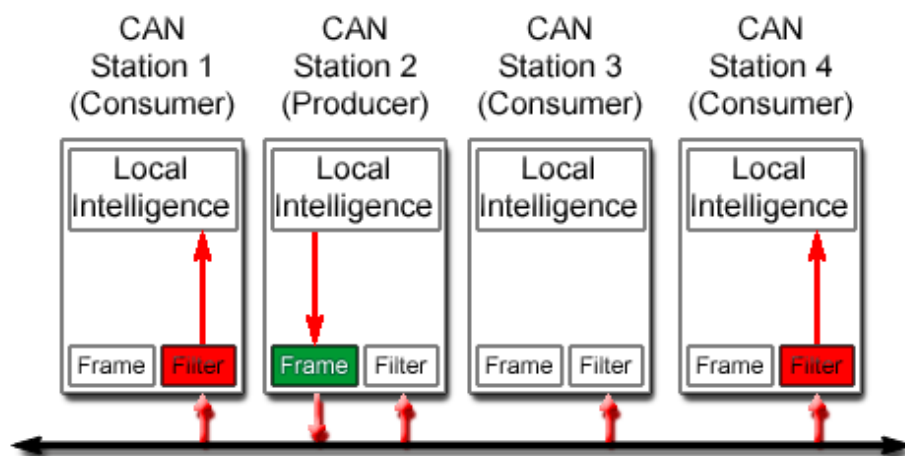 CAN
Station 1
(Consumer)
CAN
Station 2
(Producer)
CAN
Station 3
(Consumer)
CAN
Station 4
(Consumer)
Local
Intelligence
Local
Intelligence
Local
Intelligence
Local
Intelligence
Frame
Filter
Frame
Filter
Frame
Filter
Frame
Filter